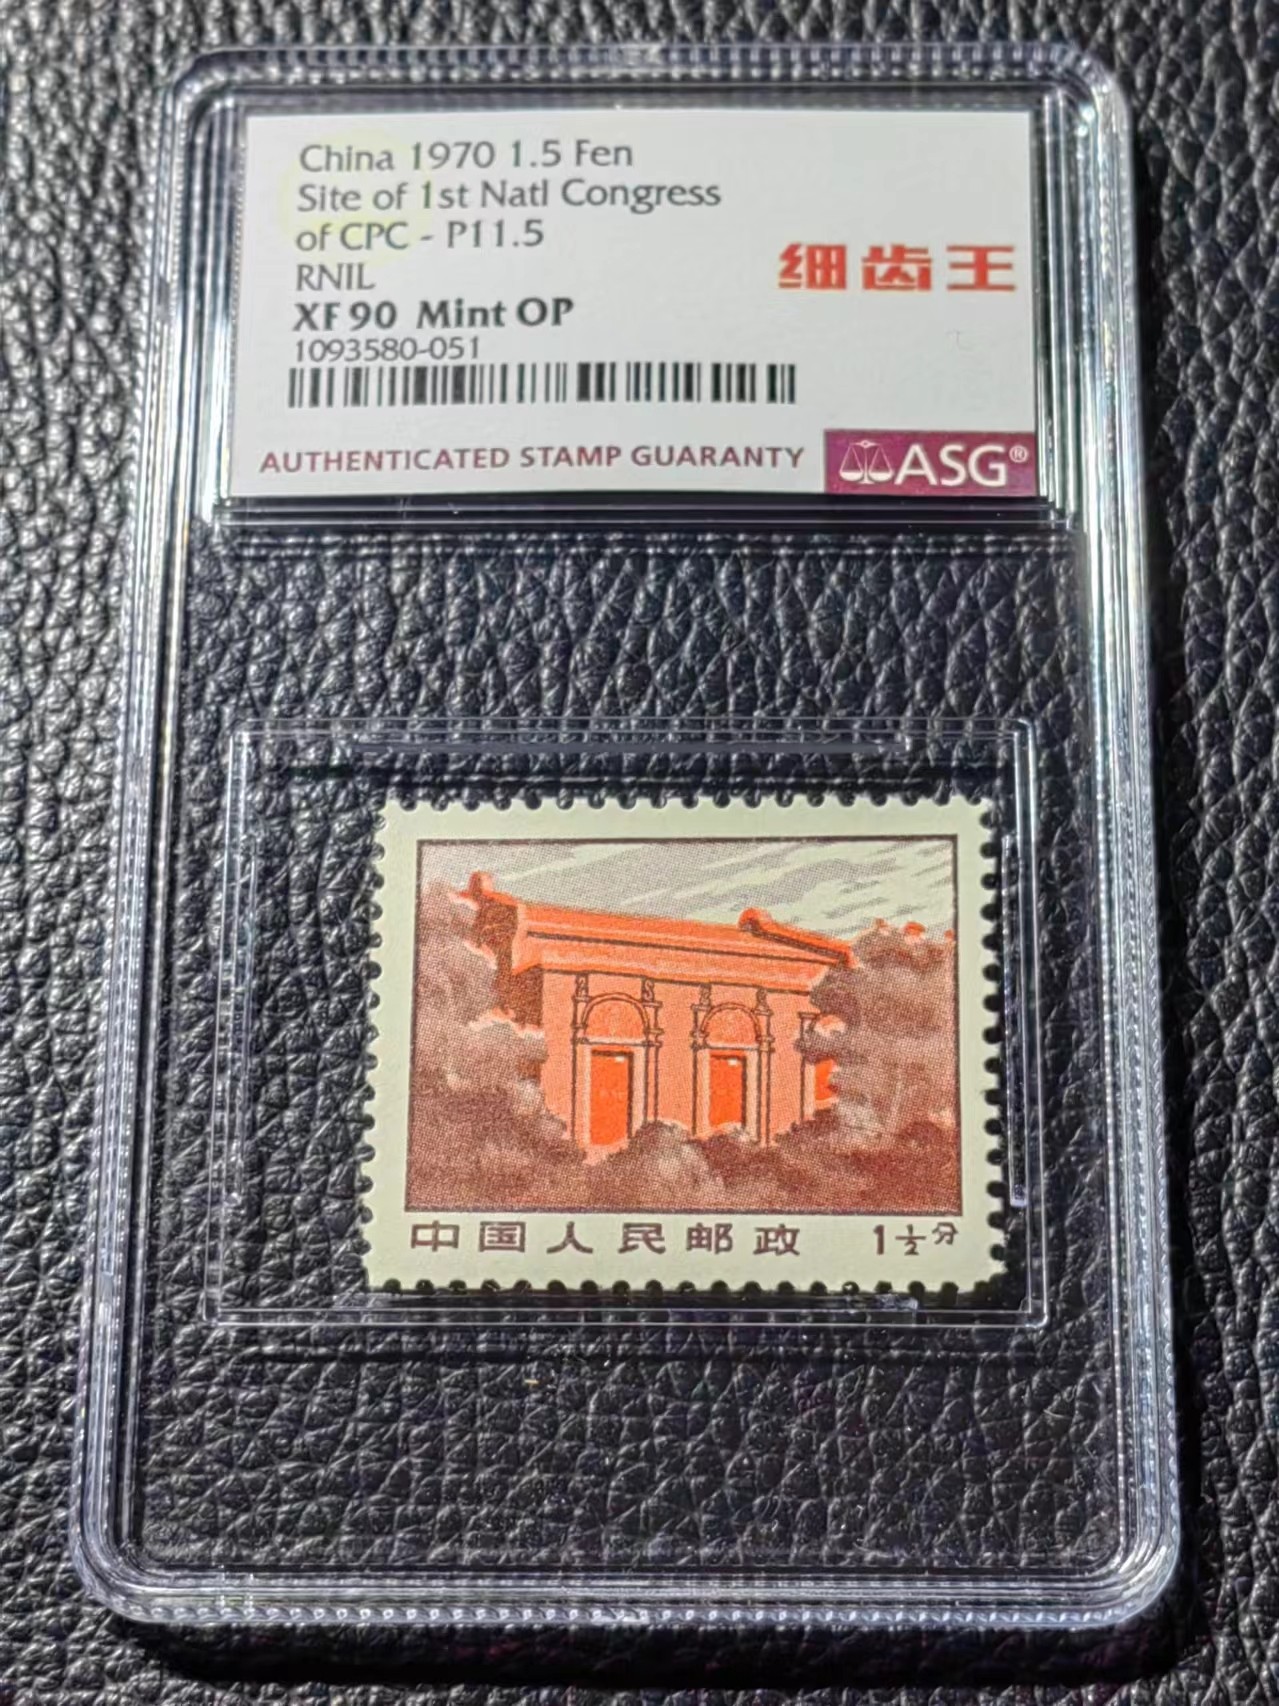 China 1970 1.5 Fen
Site of 1st Natl Congress
of CPC - P11.5
RNIL
XF 90 Mint OP
1093580-051
细齿王
AUTHENTICATED STAMP GUARANTY
ASG®
中国人民邮政 1½分